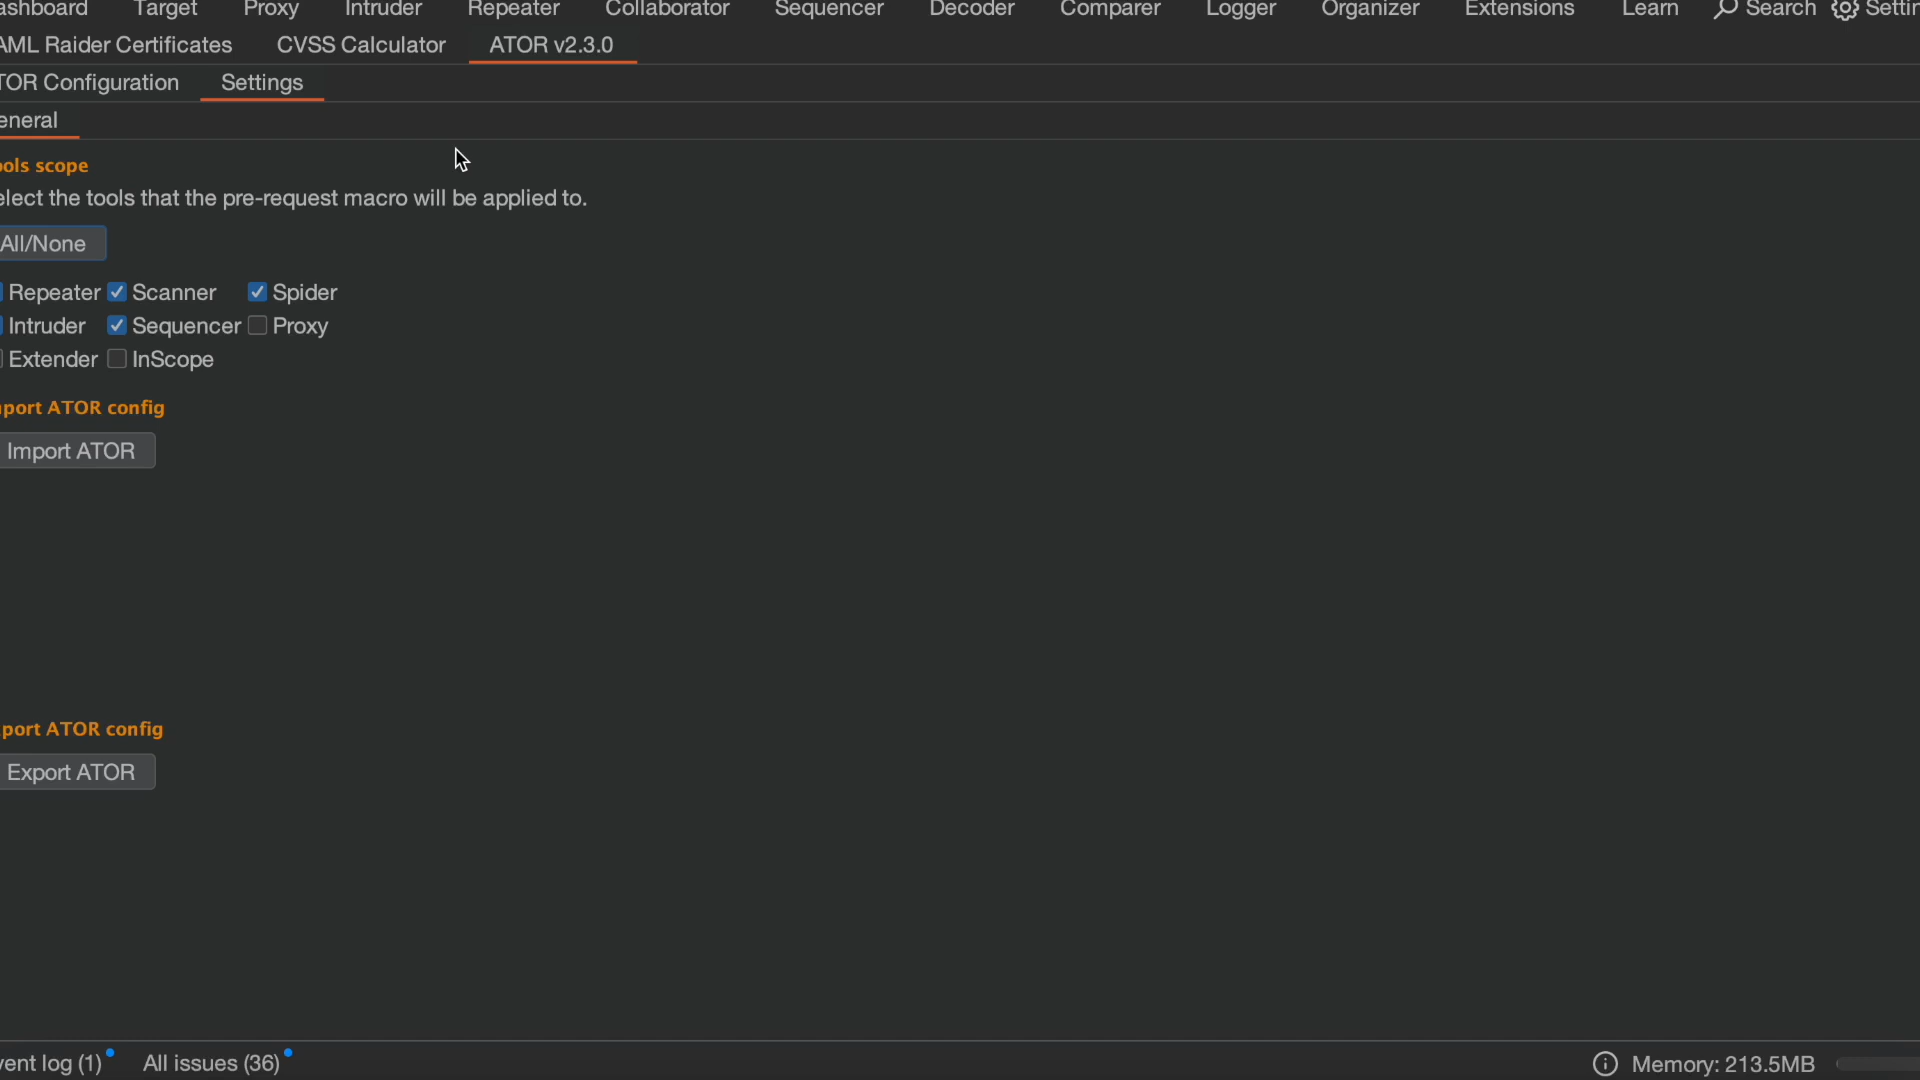 ashboard Target Proxy Intruder Repeater Collaborator Sequencer Decoder Comparer Logger Organizer Extensions Learn Search Settin
AML Raider Certificates CVSS Calculator ATOR v2.3.0
TOR Configuration Settings
eneral
ools scope
elect the tools that the pre-request macro will be applied to.
All/None
Repeater Scanner Spider
Intruder Sequencer Proxy
Extender InScope
port ATOR config
Import ATOR
port ATOR config
Export ATOR
vent log (1) All issues (36) Memory: 213.5MB